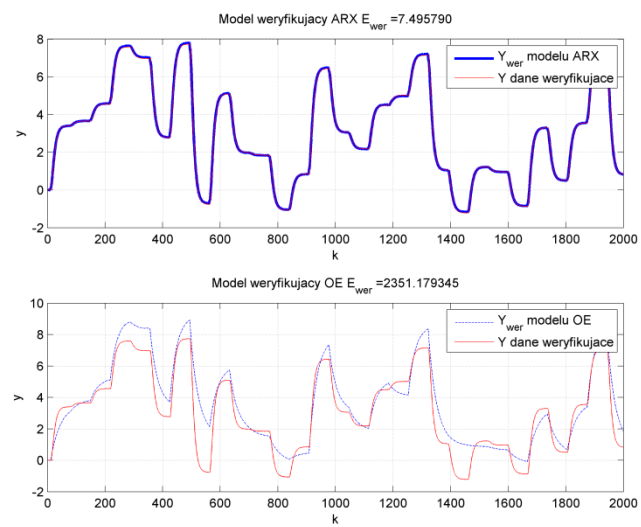 Model weryfikujacy ARX E_wer =7.495790
8
6
4
2
0
-2
y
Y_wer modelu ARX
Y dane weryfikujace
0 200 400 600 800 1000 1200 1400 1600 1800 2000
k
Model weryfikujacy OE E_wer =2351.179345
10
8
6
4
2
0
-2
y
Y_wer modelu OE
Y dane weryfikujace
0 200 400 600 800 1000 1200 1400 1600 1800 2000
k